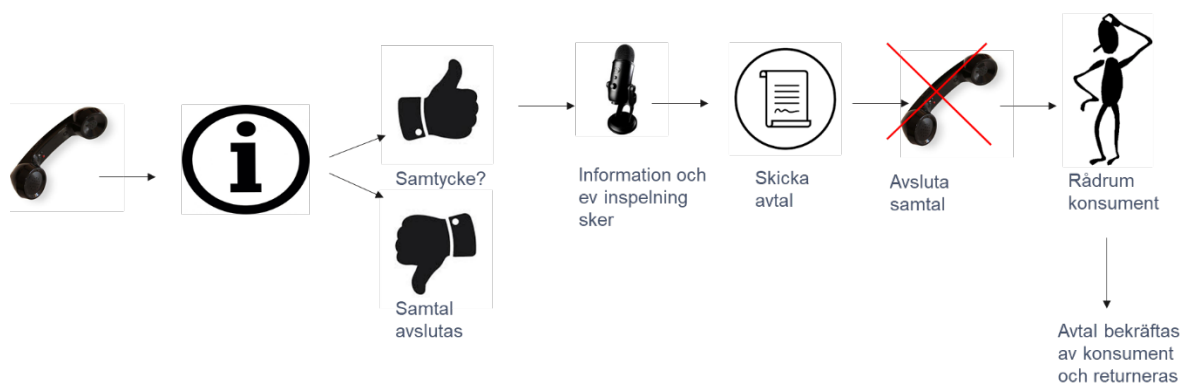 Samtycke?
Samtal
avslutas
Information och
ev inspelning
sker
Skicka
avtal
Avsluta
samtal
Rådrum
konsument
Avtal bekräftas
av konsument
och returneras